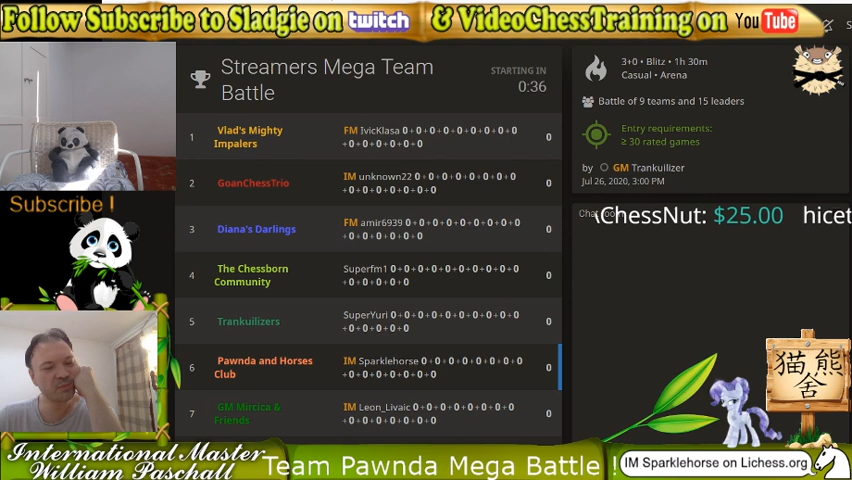 Follow Subscribe to Sladgie on twitch & VideoChessTraining on YouTube
Streamers Mega Team
Battle
STARTING IN
0:36
1 Vlad's Mighty Impalers FM IvicKlasa 0+0+0+0+0+0+0+0+0 +0+0+0+0+0+0 0
2 GoanChessTrio IM unknown22 0+0+0+0+0+0+0+0 +0+0+0+0+0+0+0 0
3 Diana's Darlings FM amir6939 0+0+0+0+0+0+0+0+0 +0+0+0+0+0+0 0
4 The Chessborn Community Superfm1 0+0+0+0+0+0+0+0+0 +0+0+0+0+0+0 0
5 Trankuilizers SuperYuri 0+0+0+0+0+0+0+0+0 +0+0+0+0+0+0 0
6 Pawnda and Horses Club IM Sparklehorse 0+0+0+0+0+0+0+0 +0+0+0+0+0+0+0 0
7 GM Mircica & Friends IM Leon_Livaic 0+0+0+0+0+0+0+0 +0+0+0+0+0+0+0 0
3+0 • Blitz • 1h 30m
Casual • Arena
Battle of 9 teams and 15 leaders
Entry requirements:
≥ 30 rated games
by GM Trankuilizer
Jul 26, 2020, 3:00 PM
ChessNut: $25.00 hicet
Subscribe !
猫熊
舍
International Master
William Paschall
Team Pawnda Mega Battle !
IM Sparklehorse on Lichess.org